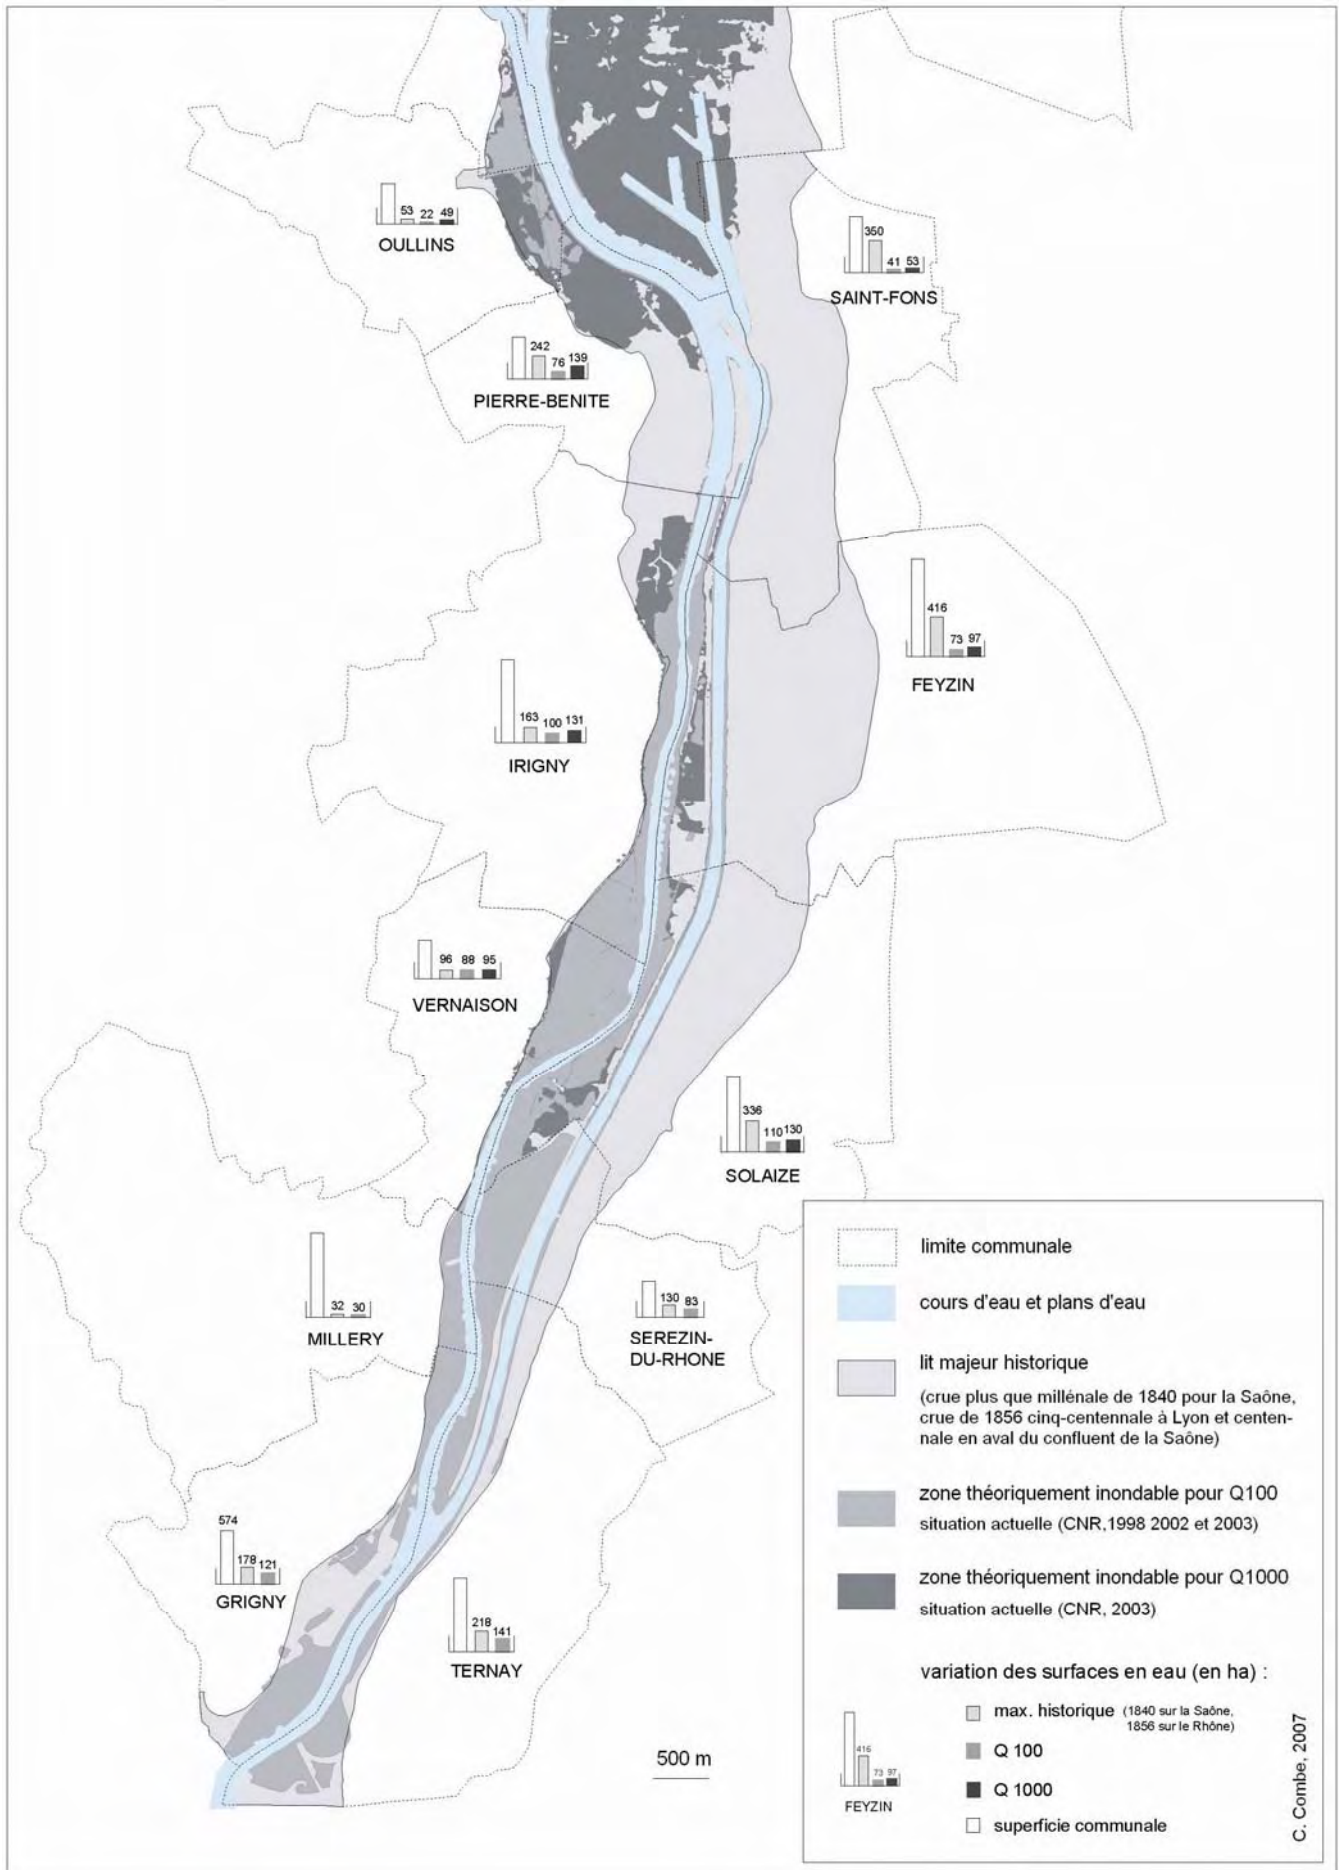 53 22 49
OULLINS
350
41 53
SAINT-FONS
242
76 139
PIERRE-BENITE
416
73 97
FEYZIN
163 100 131
IRIGNY
96 88 95
VERNAISON
336
110 130
SOLAIZE
32 30
MILLERY
130 83
SEREZIN-
DU-RHONE
574
178 121
GRIGNY
218
141
TERNAY
500 m
limite communale
cours d'eau et plans d'eau
lit majeur historique
(crue plus que millénale de 1840 pour la Saône,
crue de 1856 cinq-centennale à Lyon et centen-
nale en aval du confluent de la Saône)
zone théoriquement inondable pour Q100
situation actuelle (CNR,1998 2002 et 2003)
zone théoriquement inondable pour Q1000
situation actuelle (CNR, 2003)
variation des surfaces en eau (en ha) :
max. historique (1840 sur la Saône,
1856 sur le Rhône)
Q 100
Q 1000
superficie communale
416
73 97
FEYZIN
C. Combe, 2007